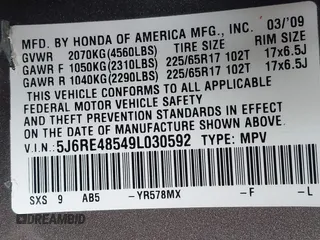 MFD. BY HONDA OF AMERICA MFG., INC. 03/'09
GVWR 2070KG(4560LBS) TIRE SIZE RIM SIZE
GAWR F 1050KG(2310LBS) 225/65R17 102T 17x6.5J
GAWR R 1040KG(2290LBS) 225/65R17 102T 17x6.5J
THIS VEHICLE CONFORMS TO ALL APPLICABLE
FEDERAL MOTOR VEHICLE SAFETY
AND THEFT PREVENTION STANDARDS IN EFFECT
ON THE DATE OF MANUFACTURE SHOWN ABOVE.
V.I.N: 5J6RE48549L030592 TYPE: MPV
SXS 9 AB5 -YR578MX -F -L
DREAMBID